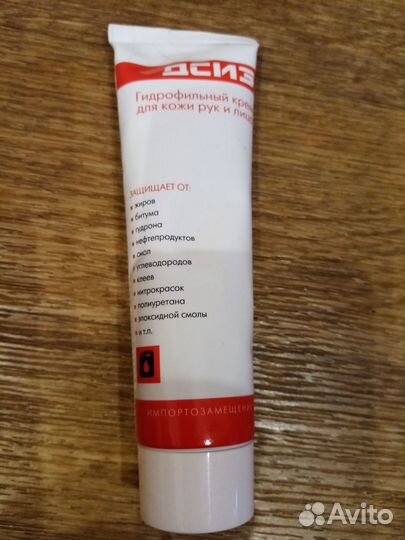 ДСИЗ
Гидрофильный крем
для кожи рук и лица
ЗАЩИЩАЕТ ОТ:
• жиров
• битума
• гудрона
• нефтепродуктов
• смол
• углеводородов
• клеев
• нитрокрасок
• полиуретана
• эпоксидной смолы
• и т.п.
ИМПОРТОЗАМЕЩЕНИЕ
Avito